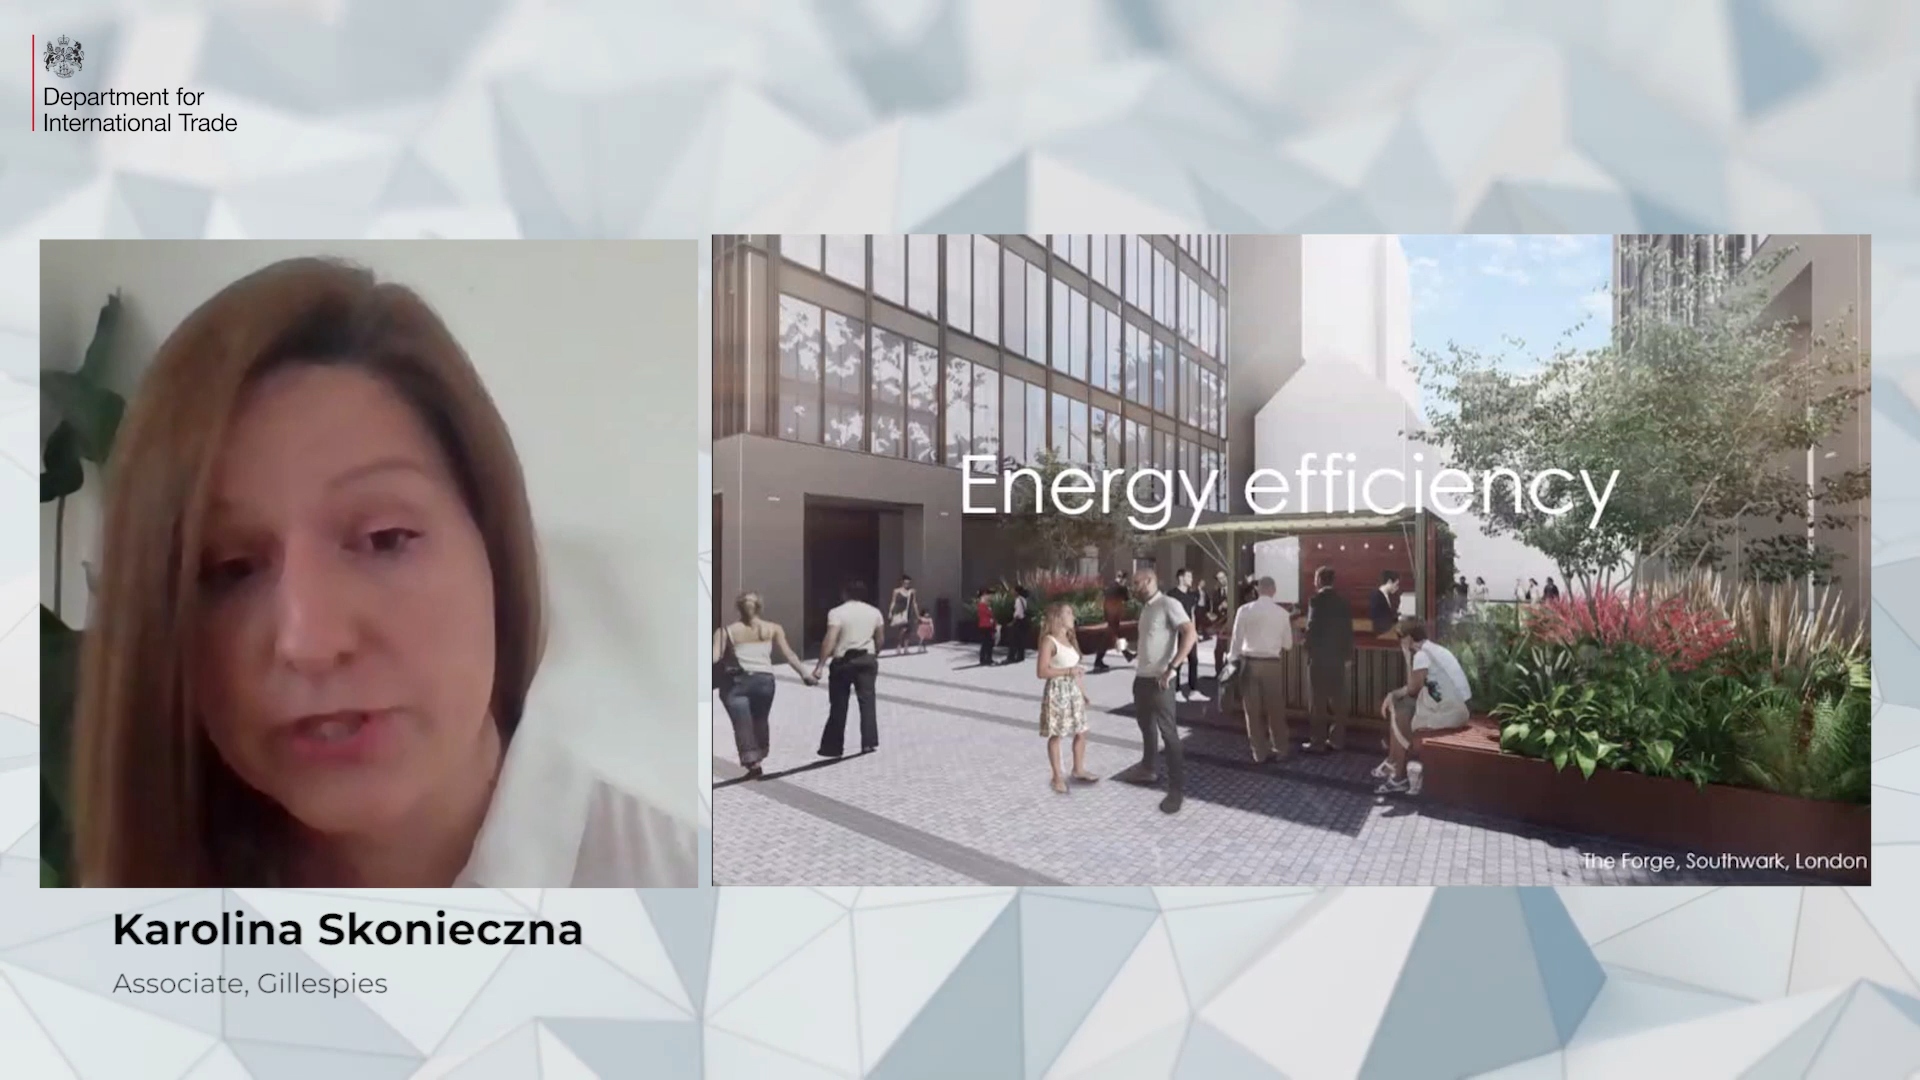 Department for
International Trade
Energy efficiency
The Forge, Southwark, London
Karolina Skonieczna
Associate, Gillespies